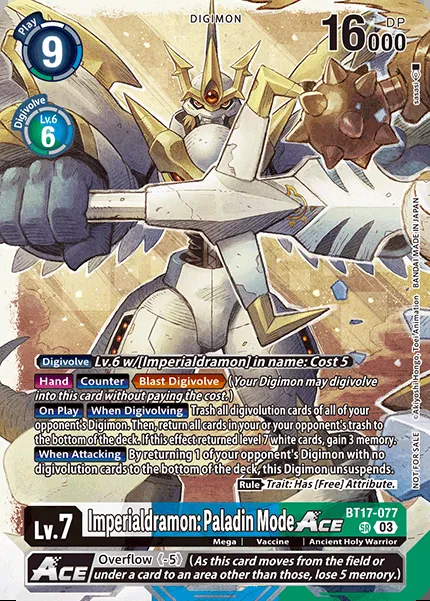 DIGIMON
Play
9
16000 DP
Digivolve
Lv.6
6
Digivolve Lv.6 w/[Imperialdramon] in name: Cost 5
Hand Counter Blast Digivolve (Your Digimon may digivolve
into this card without paying the cost.)
On Play When Digivolving Trash all digivolution cards of all of your
opponent's Digimon. Then, return all cards in your or your opponent's trash to
the bottom of the deck. If this effect returned level 7 white cards, gain 3 memory.
When Attacking By returning 1 of your opponent's Digimon with no
digivolution cards to the bottom of the deck, this Digimon unsuspends.
Rule Trait: Has [Free] Attribute.
Lv.7
Imperialdramon: Paladin Mode ACE
BT17-077
SR 03
Mega | Vaccine | Ancient Holy Warrior
ACE Overflow《-5》(As this card moves from the field or
under a card to an area other than those, lose 5 memory.)
©Akiyoshi Hongo, Toei Animation BANDAI MADE IN JAPAN
NOT FOR SALE